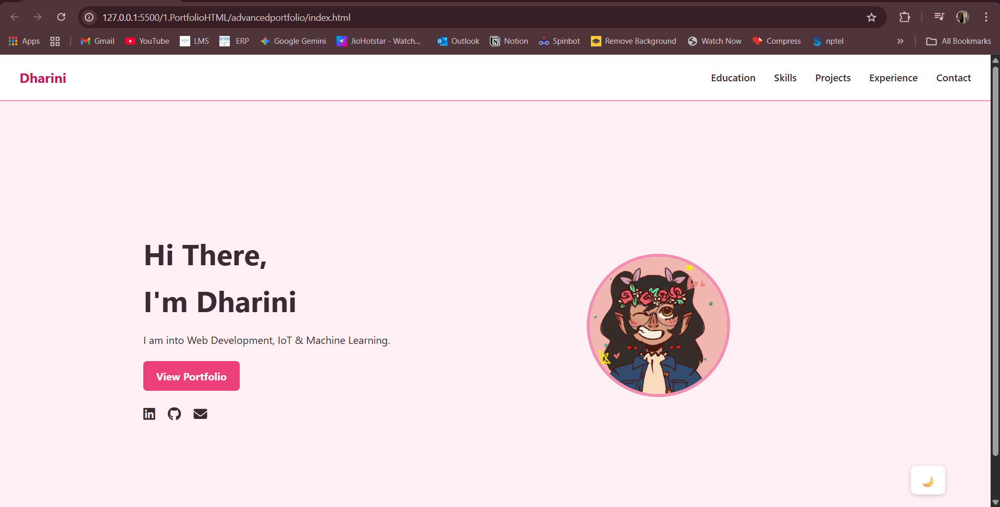 127.0.0.1:5500/1.PortfolioHTML/advancedportfolio/index.html
Apps Gmail YouTube LMS ERP Google Gemini JioHotstar - Watch... Outlook Notion Spinbot Remove Background Watch Now Compress nptel » All Bookmarks
Dharini Education Skills Projects Experience Contact
Hi There,
I'm Dharini
I am into Web Development, IoT & Machine Learning.
View Portfolio